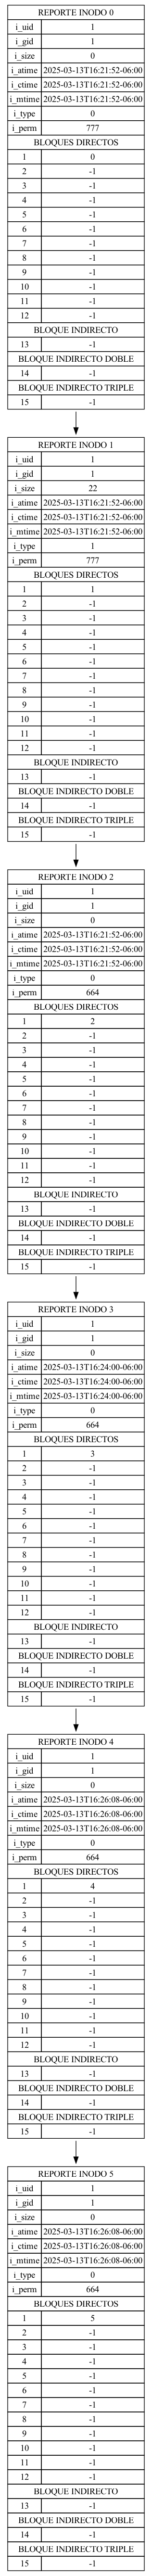 REPORTE INODO 0
i_uid 1
i_gid 1
i_size 0
i_atime 2025-03-13T16:21:52-06:00
i_ctime 2025-03-13T16:21:52-06:00
i_mtime 2025-03-13T16:21:52-06:00
i_type 0
i_perm 777
BLOQUES DIRECTOS
1 0
2 -1
3 -1
4 -1
5 -1
6 -1
7 -1
8 -1
9 -1
10 -1
11 -1
12 -1
BLOQUE INDIRECTO
13 -1
BLOQUE INDIRECTO DOBLE
14 -1
BLOQUE INDIRECTO TRIPLE
15 -1
REPORTE INODO 1
i_uid 1
i_gid 1
i_size 22
i_atime 2025-03-13T16:21:52-06:00
i_ctime 2025-03-13T16:21:52-06:00
i_mtime 2025-03-13T16:21:52-06:00
i_type 1
i_perm 777
BLOQUES DIRECTOS
1 1
2 -1
3 -1
4 -1
5 -1
6 -1
7 -1
8 -1
9 -1
10 -1
11 -1
12 -1
BLOQUE INDIRECTO
13 -1
BLOQUE INDIRECTO DOBLE
14 -1
BLOQUE INDIRECTO TRIPLE
15 -1
REPORTE INODO 2
i_uid 1
i_gid 1
i_size 0
i_atime 2025-03-13T16:21:52-06:00
i_ctime 2025-03-13T16:21:52-06:00
i_mtime 2025-03-13T16:21:52-06:00
i_type 0
i_perm 664
BLOQUES DIRECTOS
1 2
2 -1
3 -1
4 -1
5 -1
6 -1
7 -1
8 -1
9 -1
10 -1
11 -1
12 -1
BLOQUE INDIRECTO
13 -1
BLOQUE INDIRECTO DOBLE
14 -1
BLOQUE INDIRECTO TRIPLE
15 -1
REPORTE INODO 3
i_uid 1
i_gid 1
i_size 0
i_atime 2025-03-13T16:24:00-06:00
i_ctime 2025-03-13T16:24:00-06:00
i_mtime 2025-03-13T16:24:00-06:00
i_type 0
i_perm 664
BLOQUES DIRECTOS
1 3
2 -1
3 -1
4 -1
5 -1
6 -1
7 -1
8 -1
9 -1
10 -1
11 -1
12 -1
BLOQUE INDIRECTO
13 -1
BLOQUE INDIRECTO DOBLE
14 -1
BLOQUE INDIRECTO TRIPLE
15 -1
REPORTE INODO 4
i_uid 1
i_gid 1
i_size 0
i_atime 2025-03-13T16:26:08-06:00
i_ctime 2025-03-13T16:26:08-06:00
i_mtime 2025-03-13T16:26:08-06:00
i_type 0
i_perm 664
BLOQUES DIRECTOS
1 4
2 -1
3 -1
4 -1
5 -1
6 -1
7 -1
8 -1
9 -1
10 -1
11 -1
12 -1
BLOQUE INDIRECTO
13 -1
BLOQUE INDIRECTO DOBLE
14 -1
BLOQUE INDIRECTO TRIPLE
15 -1
REPORTE INODO 5
i_uid 1
i_gid 1
i_size 0
i_atime 2025-03-13T16:26:08-06:00
i_ctime 2025-03-13T16:26:08-06:00
i_mtime 2025-03-13T16:26:08-06:00
i_type 0
i_perm 664
BLOQUES DIRECTOS
1 5
2 -1
3 -1
4 -1
5 -1
6 -1
7 -1
8 -1
9 -1
10 -1
11 -1
12 -1
BLOQUE INDIRECTO
13 -1
BLOQUE INDIRECTO DOBLE
14 -1
BLOQUE INDIRECTO TRIPLE
15 -1